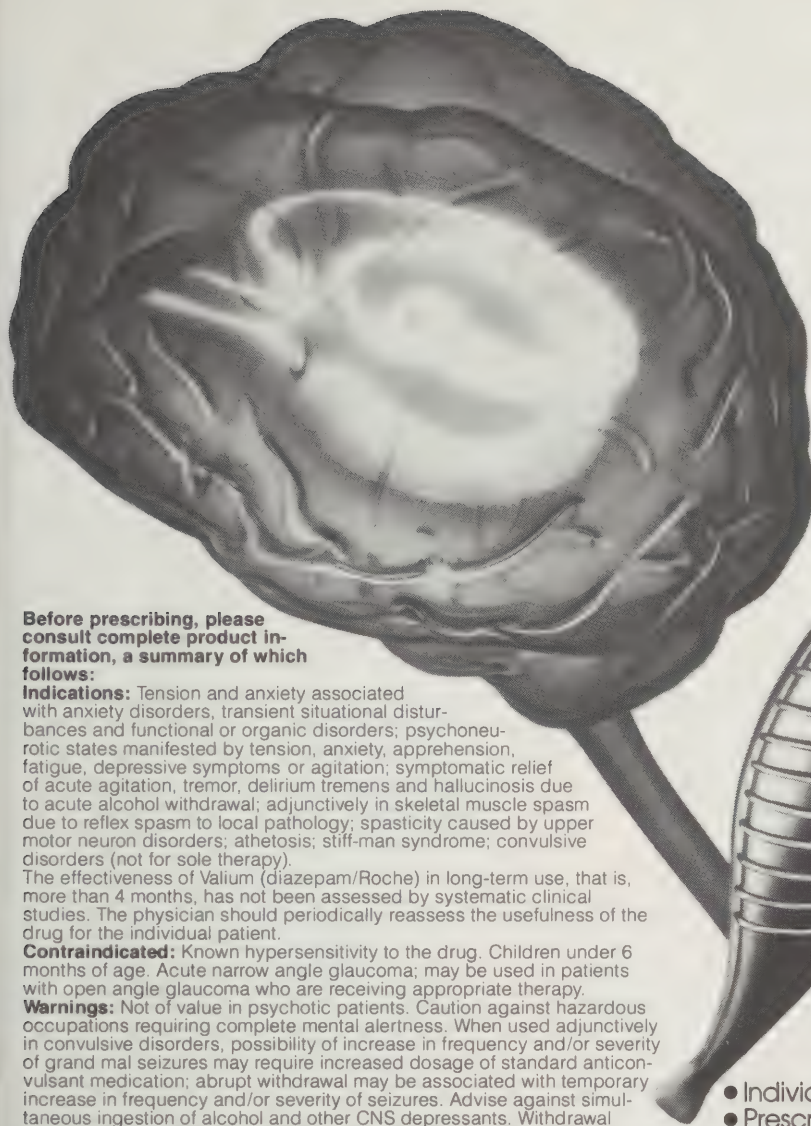 Before prescribing, please
consult complete product in-
formation, a summary of which
follows:
Indications: Tension and anxiety associated
with anxiety disorders, transient situational distur-
bances and functional or organic disorders; psychoneu-
rotic states manifested by tension, anxiety, apprehension,
fatigue, depressive symptoms or agitation; symptomatic relief
of acute agitation, tremor, delirium tremens and hallucinosis due
to acute alcohol withdrawal; adjunctively in skeletal muscle spasm
due to reflex spasm to local pathology; spasticity caused by upper
motor neuron disorders; athetosis; stiff-man syndrome; convulsive
disorders (not for sole therapy).
The effectiveness of Valium (diazepam/Roche) in long-term use, that is,
more than 4 months, has not been assessed by systematic clinical
studies. The physician should periodically reassess the usefulness of the
drug for the individual patient.
Contraindicated: Known hypersensitivity to the drug. Children under 6
months of age. Acute narrow angle glaucoma; may be used in patients
with open angle glaucoma who are receiving appropriate therapy.
Warnings: Not of value in psychotic patients. Caution against hazardous
occupations requiring complete mental alertness. When used adjunctively
in convulsive disorders, possibility of increase in frequency and/or severity
of grand mal seizures may require increased dosage of standard anticon-
vulsant medication; abrupt withdrawal may be associated with temporary
increase in frequency and/or severity of seizures. Advise against simul-
taneous ingestion of alcohol and other CNS depressants. Withdrawal